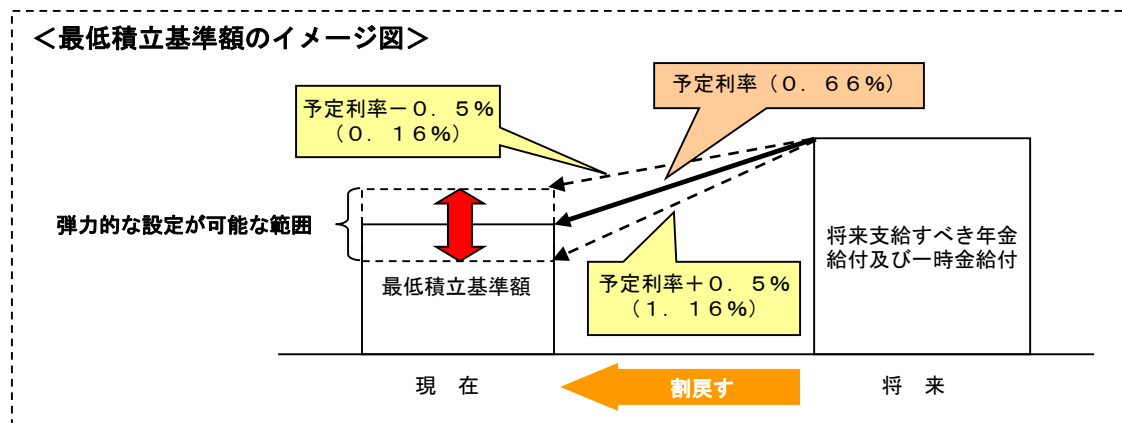 ＜最低積立基準額のイメージ図＞
予定利率（０．６６％）
予定利率－０．５％
（０．１６％）
弾力的な設定が可能な範囲
将来支給すべき年金
給付及び一時金給付
最低積立基準額
予定利率＋０．５％
（１．１６％）
現　在
割戻す
将　来